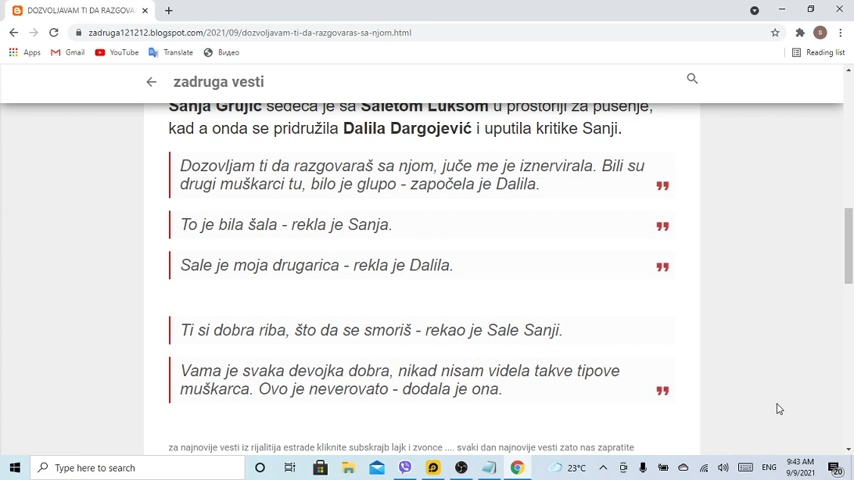 DOZVOLJAVAM TI DA RAZGOVARA
zadruga121212.blogspot.com/2021/09/dozvoljavam-ti-da-razgovaras-sa-njom.html
Apps Gmail YouTube Translate Видео Reading list
zadruga vesti
Sanja Grujić sedeća je sa Saletom Luksom u prostoriji za pušenje,
kad a onda se pridružila Dalila Dargojević i uputila kritike Sanji.
Dozovljam ti da razgovaraš sa njom, juče me je iznervirala. Bili su
drugi muškarci tu, bilo je glupo - započela je Dalila.
To je bila šala - rekla je Sanja.
Sale je moja drugarica - rekla je Dalila.
Ti si dobra riba, što da se smoriš - rekao je Sale Sanji.
Vama je svaka devojka dobra, nikad nisam videla takve tipove
muškarca. Ovo je neverovato - dodala je ona.
za najnovije vesti iz rijalitija estrade kliknite subskrajb lajk i zvonce .... svaki dan najnovije vesti zato nas zapratite
Type here to search
23°C
ENG
9:43 AM
9/9/2021
20